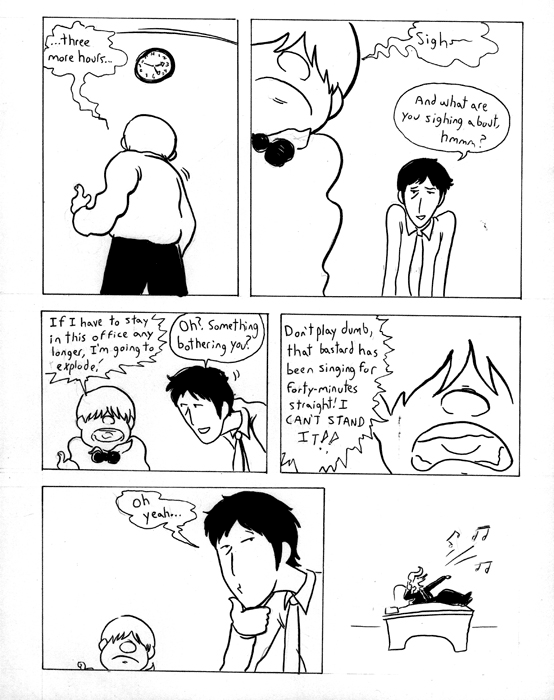 ...three
more hours...
Sigh~
And what are
you sighing about,
hmmm?
If I have to stay
in this office any
longer, I'm going to
explode!
Oh? Something
bothering you?
Don't play dumb,
that bastard has
been singing for
forty-minutes
straight! I
CAN'T STAND
IT!!
Oh
yeah...